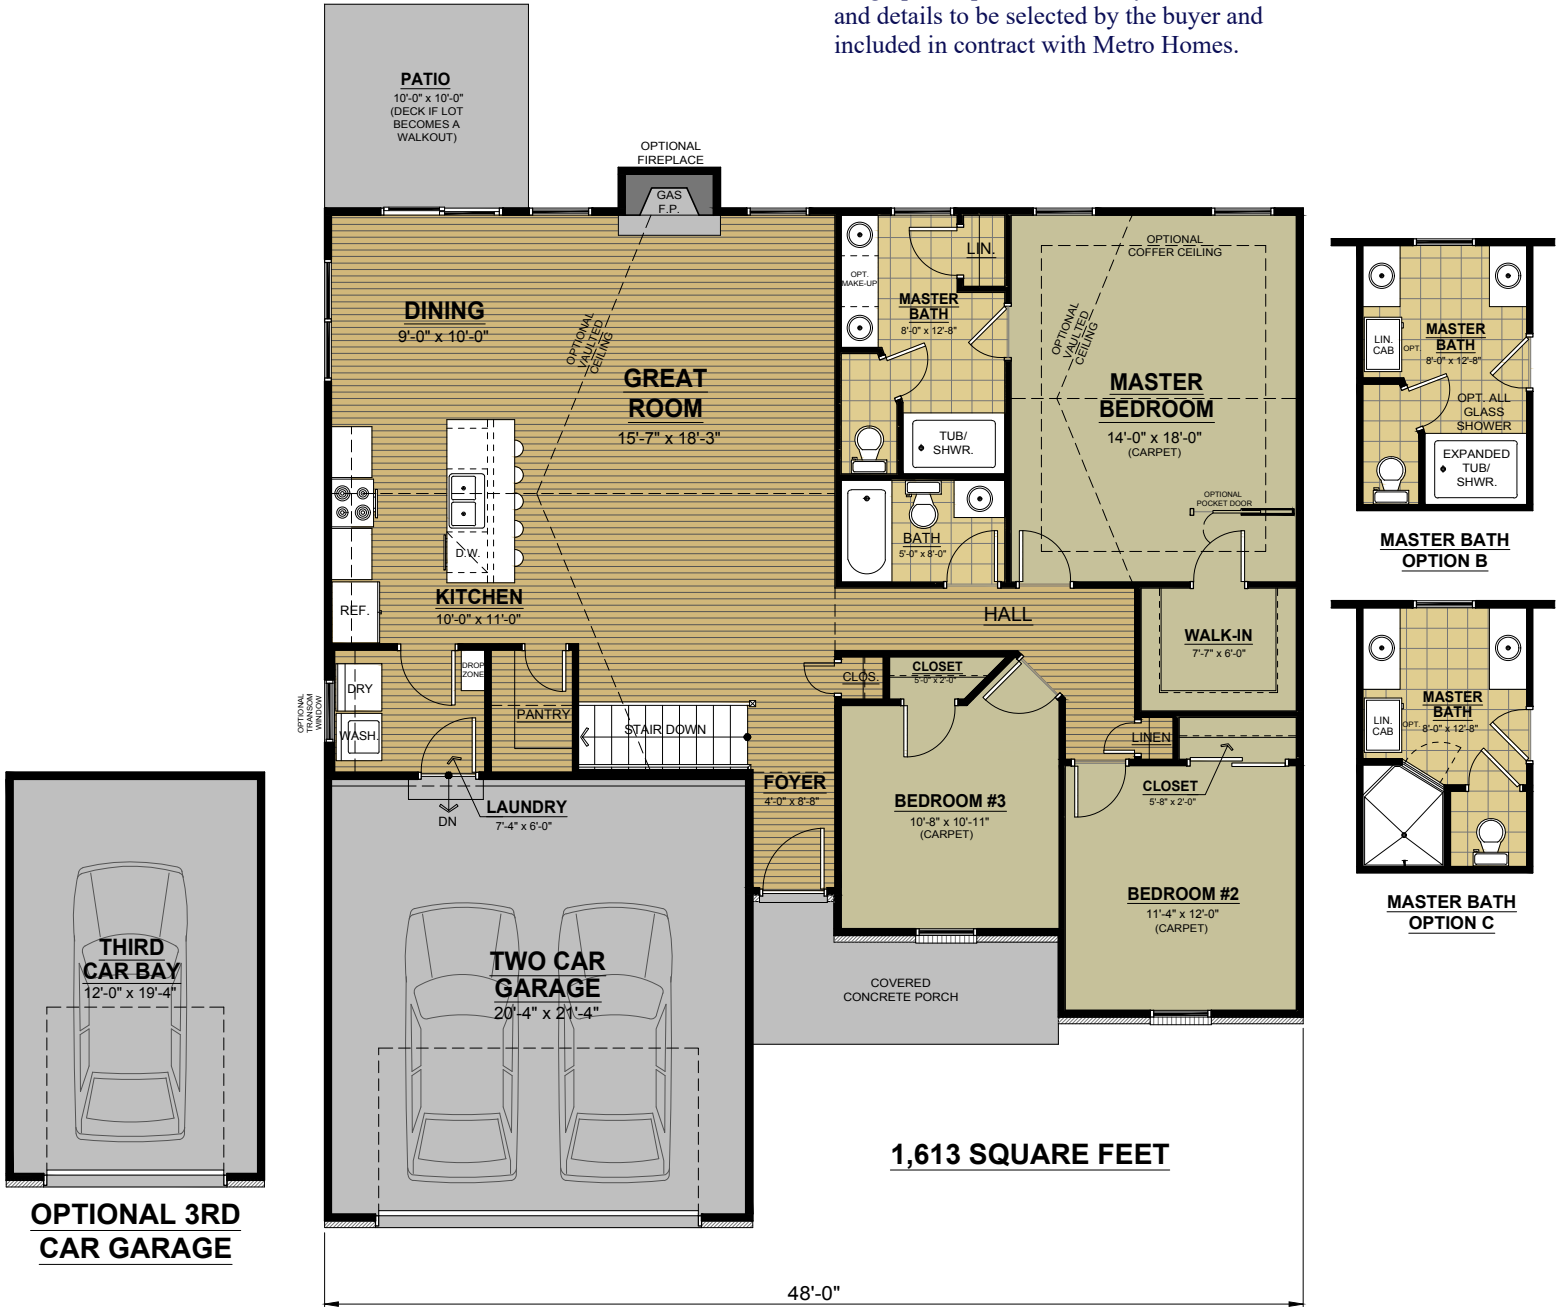 and details to be selected by the buyer and
included in contract with Metro Homes.
PATIO
10'-0" x 10'-0"
(DECK IF LOT
BECOMES A
WALKOUT)
OPTIONAL
FIREPLACE
GAS
F.P.
DINING
9'-0" x 10'-0"
OPTIONAL
VAULTED
CEILING
GREAT
ROOM
15'-7" x 18'-3"
OPT.
MAKE-UP
LIN.
MASTER
BATH
8'-0" x 12'-8"
TUB/
SHWR.
OPTIONAL
COFFER CEILING
OPTIONAL
VAULTED
CEILING
MASTER
BEDROOM
14'-0" x 18'-0"
(CARPET)
OPTIONAL
POCKET DOOR
BATH
5'-0" x 8'-0"
D.W.
REF.
KITCHEN
10'-0" x 11'-0"
HALL
WALK-IN
7'-7" x 6'-0"
DROP
ZONE
DRY
WASH.
OPTIONAL
TRANSOM
WINDOW
PANTRY
STAIR DOWN
CLOS.
CLOSET
5'-0" x 2'-0"
LINEN
CLOSET
5'-8" x 2'-0"
FOYER
4'-0" x 8'-8"
LAUNDRY
7'-4" x 6'-0"
DN
BEDROOM #3
10'-8" x 10'-11"
(CARPET)
BEDROOM #2
11'-4" x 12'-0"
(CARPET)
TWO CAR
GARAGE
20'-4" x 21'-4"
COVERED
CONCRETE PORCH
THIRD
CAR BAY
12'-0" x 19'-4"
OPTIONAL 3RD
CAR GARAGE
1,613 SQUARE FEET
48'-0"
LIN.
CAB
OPT.
MASTER
BATH
8'-0" x 12'-8"
OPT. ALL
GLASS
SHOWER
EXPANDED
TUB/
SHWR.
MASTER BATH
OPTION B
LIN.
CAB
OPT.
MASTER
BATH
8'-0" x 12'-8"
MASTER BATH
OPTION C